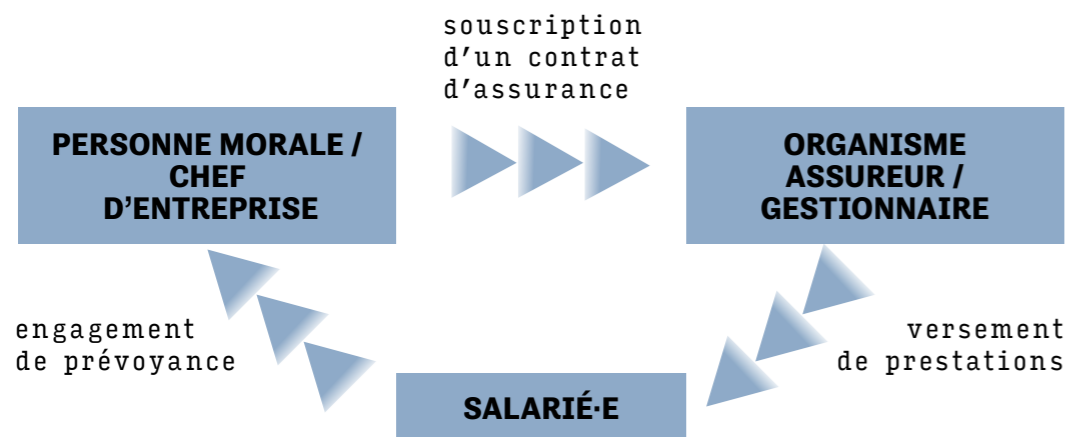 souscription
d’un contrat
d’assurance
PERSONNE MORALE /
CHEF
D’ENTREPRISE
ORGANISME
ASSUREUR /
GESTIONNAIRE
engagement
de prévoyance
versement
de prestations
SALARIÉ·E